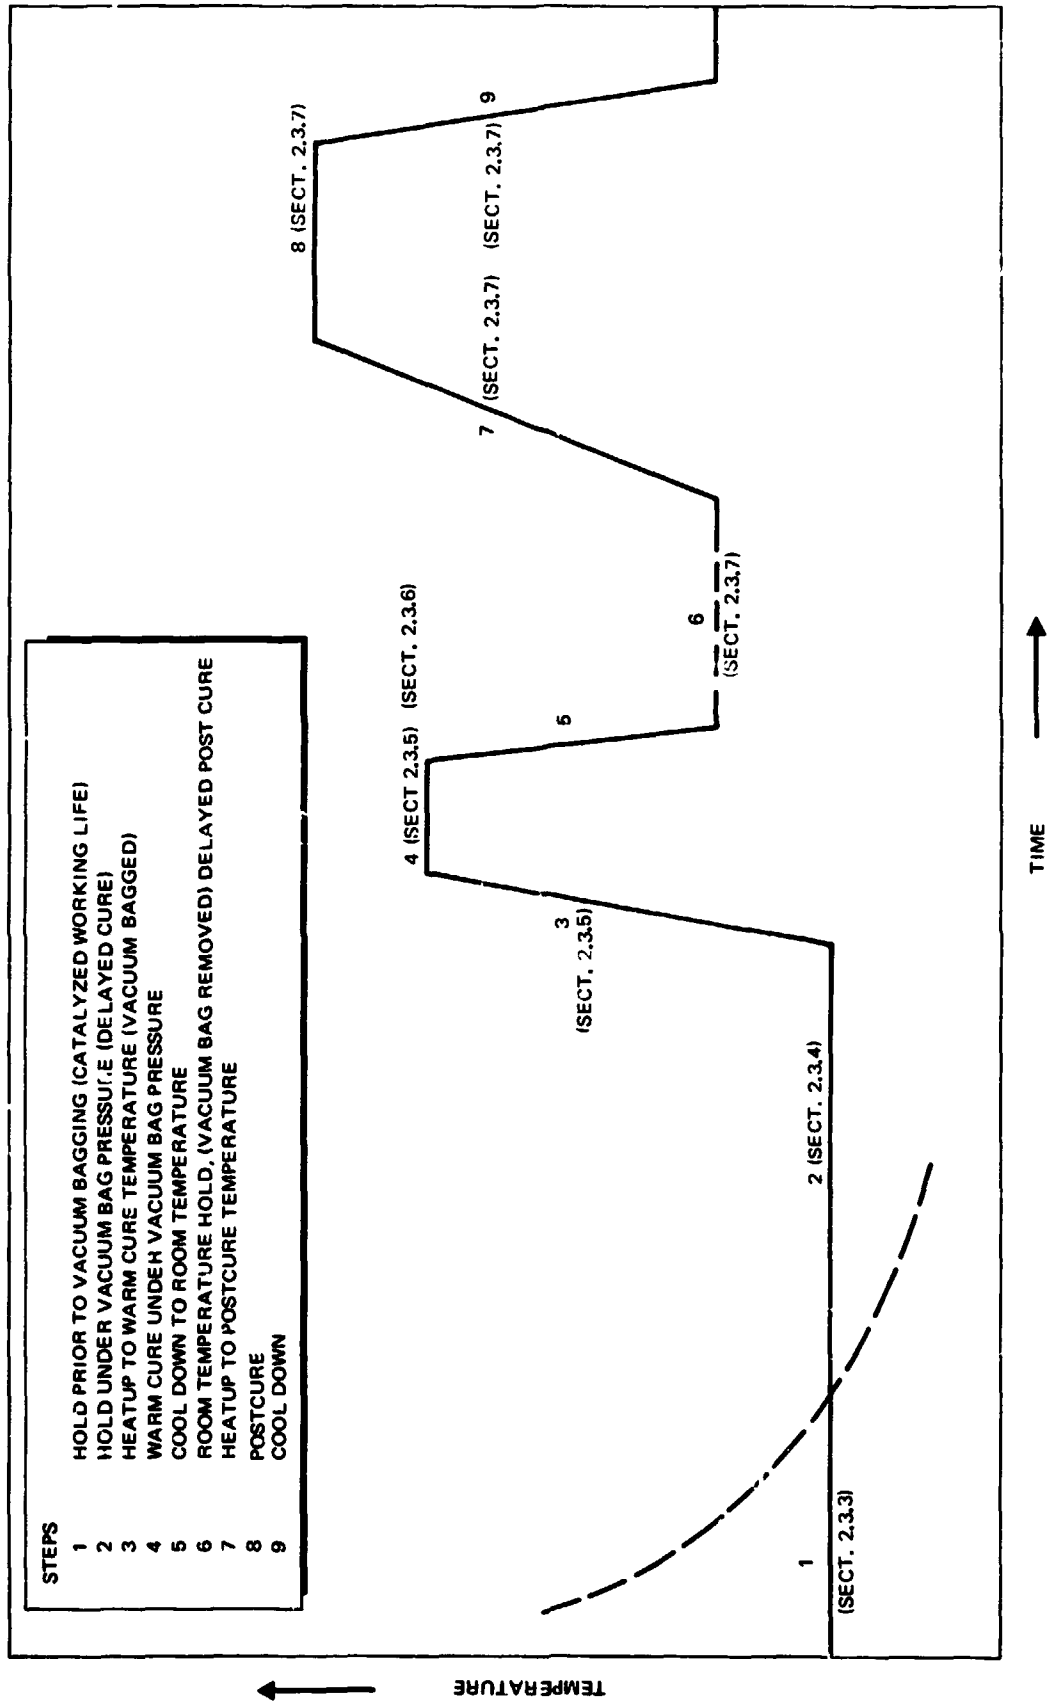 STEPS
1 HOLD PRIOR TO VACUUM BAGGING (CATALYZED WORKING LIFE)
2 HOLD UNDER VACUUM BAG PRESSURE (DELAYED CURE)
3 HEATUP TO WARM CURE TEMPERATURE (VACUUM BAGGED)
4 WARM CURE UNDER VACUUM BAG PRESSURE
5 COOL DOWN TO ROOM TEMPERATURE
6 ROOM TEMPERATURE HOLD, (VACUUM BAG REMOVED) DELAYED POST CURE
7 HEATUP TO POSTCURE TEMPERATURE
8 POSTCURE
9 COOL DOWN
TEMPERATURE
1
(SECT. 2.3.3)
2 (SECT. 2.3.4)
3
(SECT. 2.3.5)
4 (SECT 2.3.5)
(SECT. 2.3.6)
5
6
(SECT. 2.3.7)
7
(SECT. 2.3.7)
8 (SECT. 2.3.7)
9
(SECT. 2.3.7)
TIME